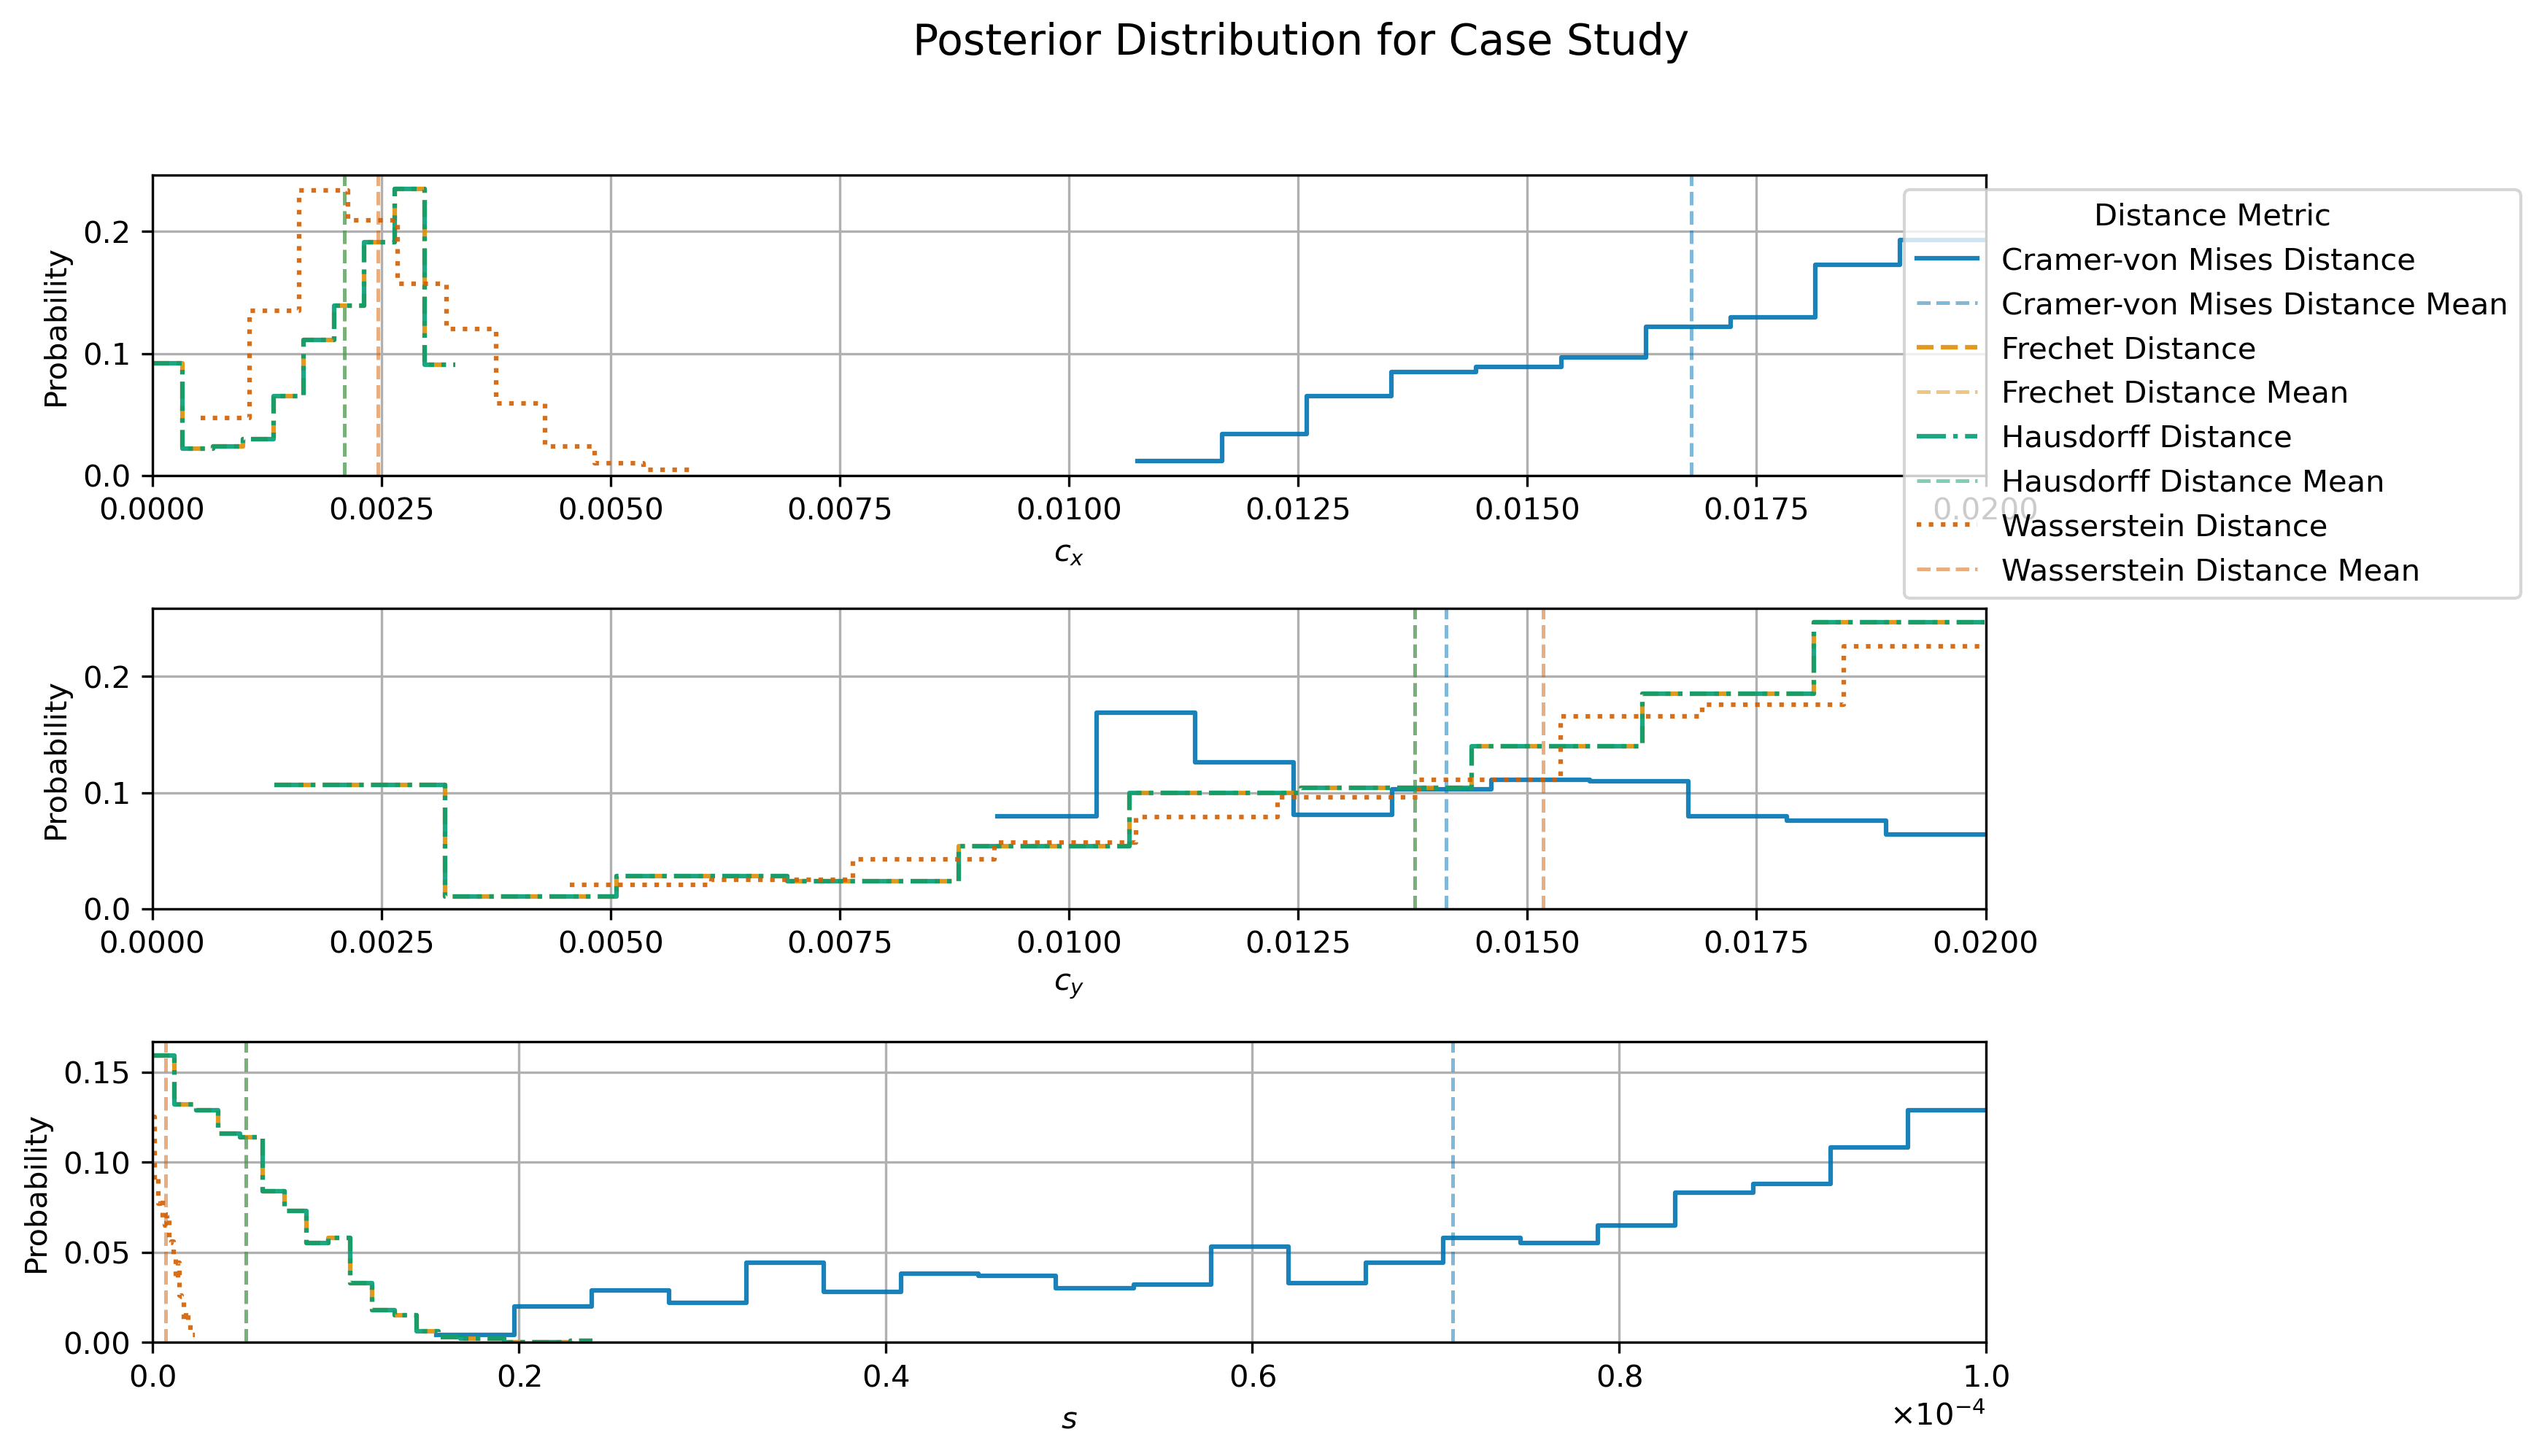 Posterior Distribution for Case Study
Probability
0.2
0.1
0.0
0.0000 0.0025 0.0050 0.0075 0.0100 0.0125 0.0150 0.0175 0.0200
c_x
Distance Metric
Cramer-von Mises Distance
Cramer-von Mises Distance Mean
Frechet Distance
Frechet Distance Mean
Hausdorff Distance
Hausdorff Distance Mean
Wasserstein Distance
Wasserstein Distance Mean
Probability
0.2
0.1
0.0
0.0000 0.0025 0.0050 0.0075 0.0100 0.0125 0.0150 0.0175 0.0200
c_y
Probability
0.15
0.10
0.05
0.00
0.0 0.2 0.4 0.6 0.8 1.0
×10⁻⁴
s